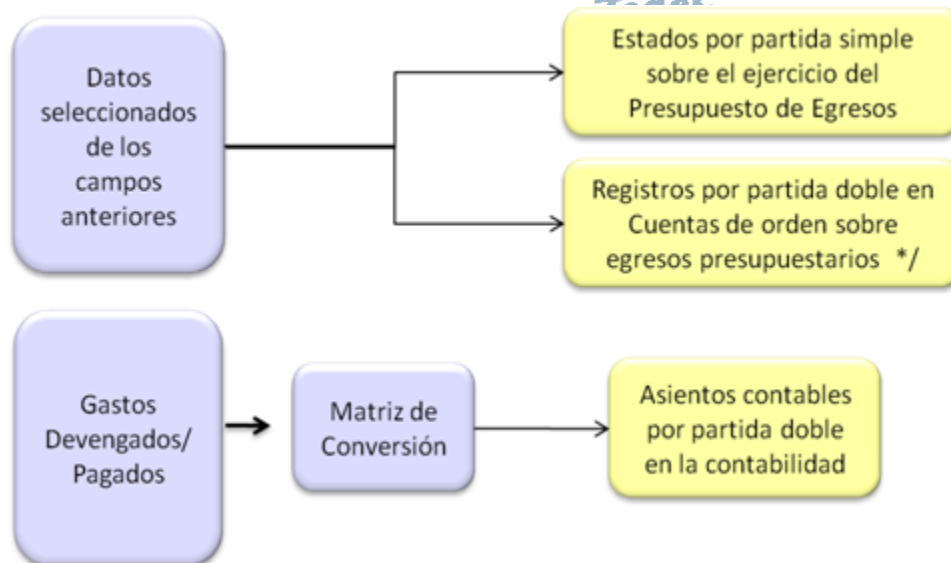 Datos
seleccionados
de los
campos
anteriores
Estados por partida simple
sobre el ejercicio del
Presupuesto de Egresos
Registros por partida doble en
Cuentas de orden sobre
egresos presupuestarios */
Gastos
Devengados/
Pagados
Matriz de
Conversión
Asientos contables
por partida doble
en la contabilidad